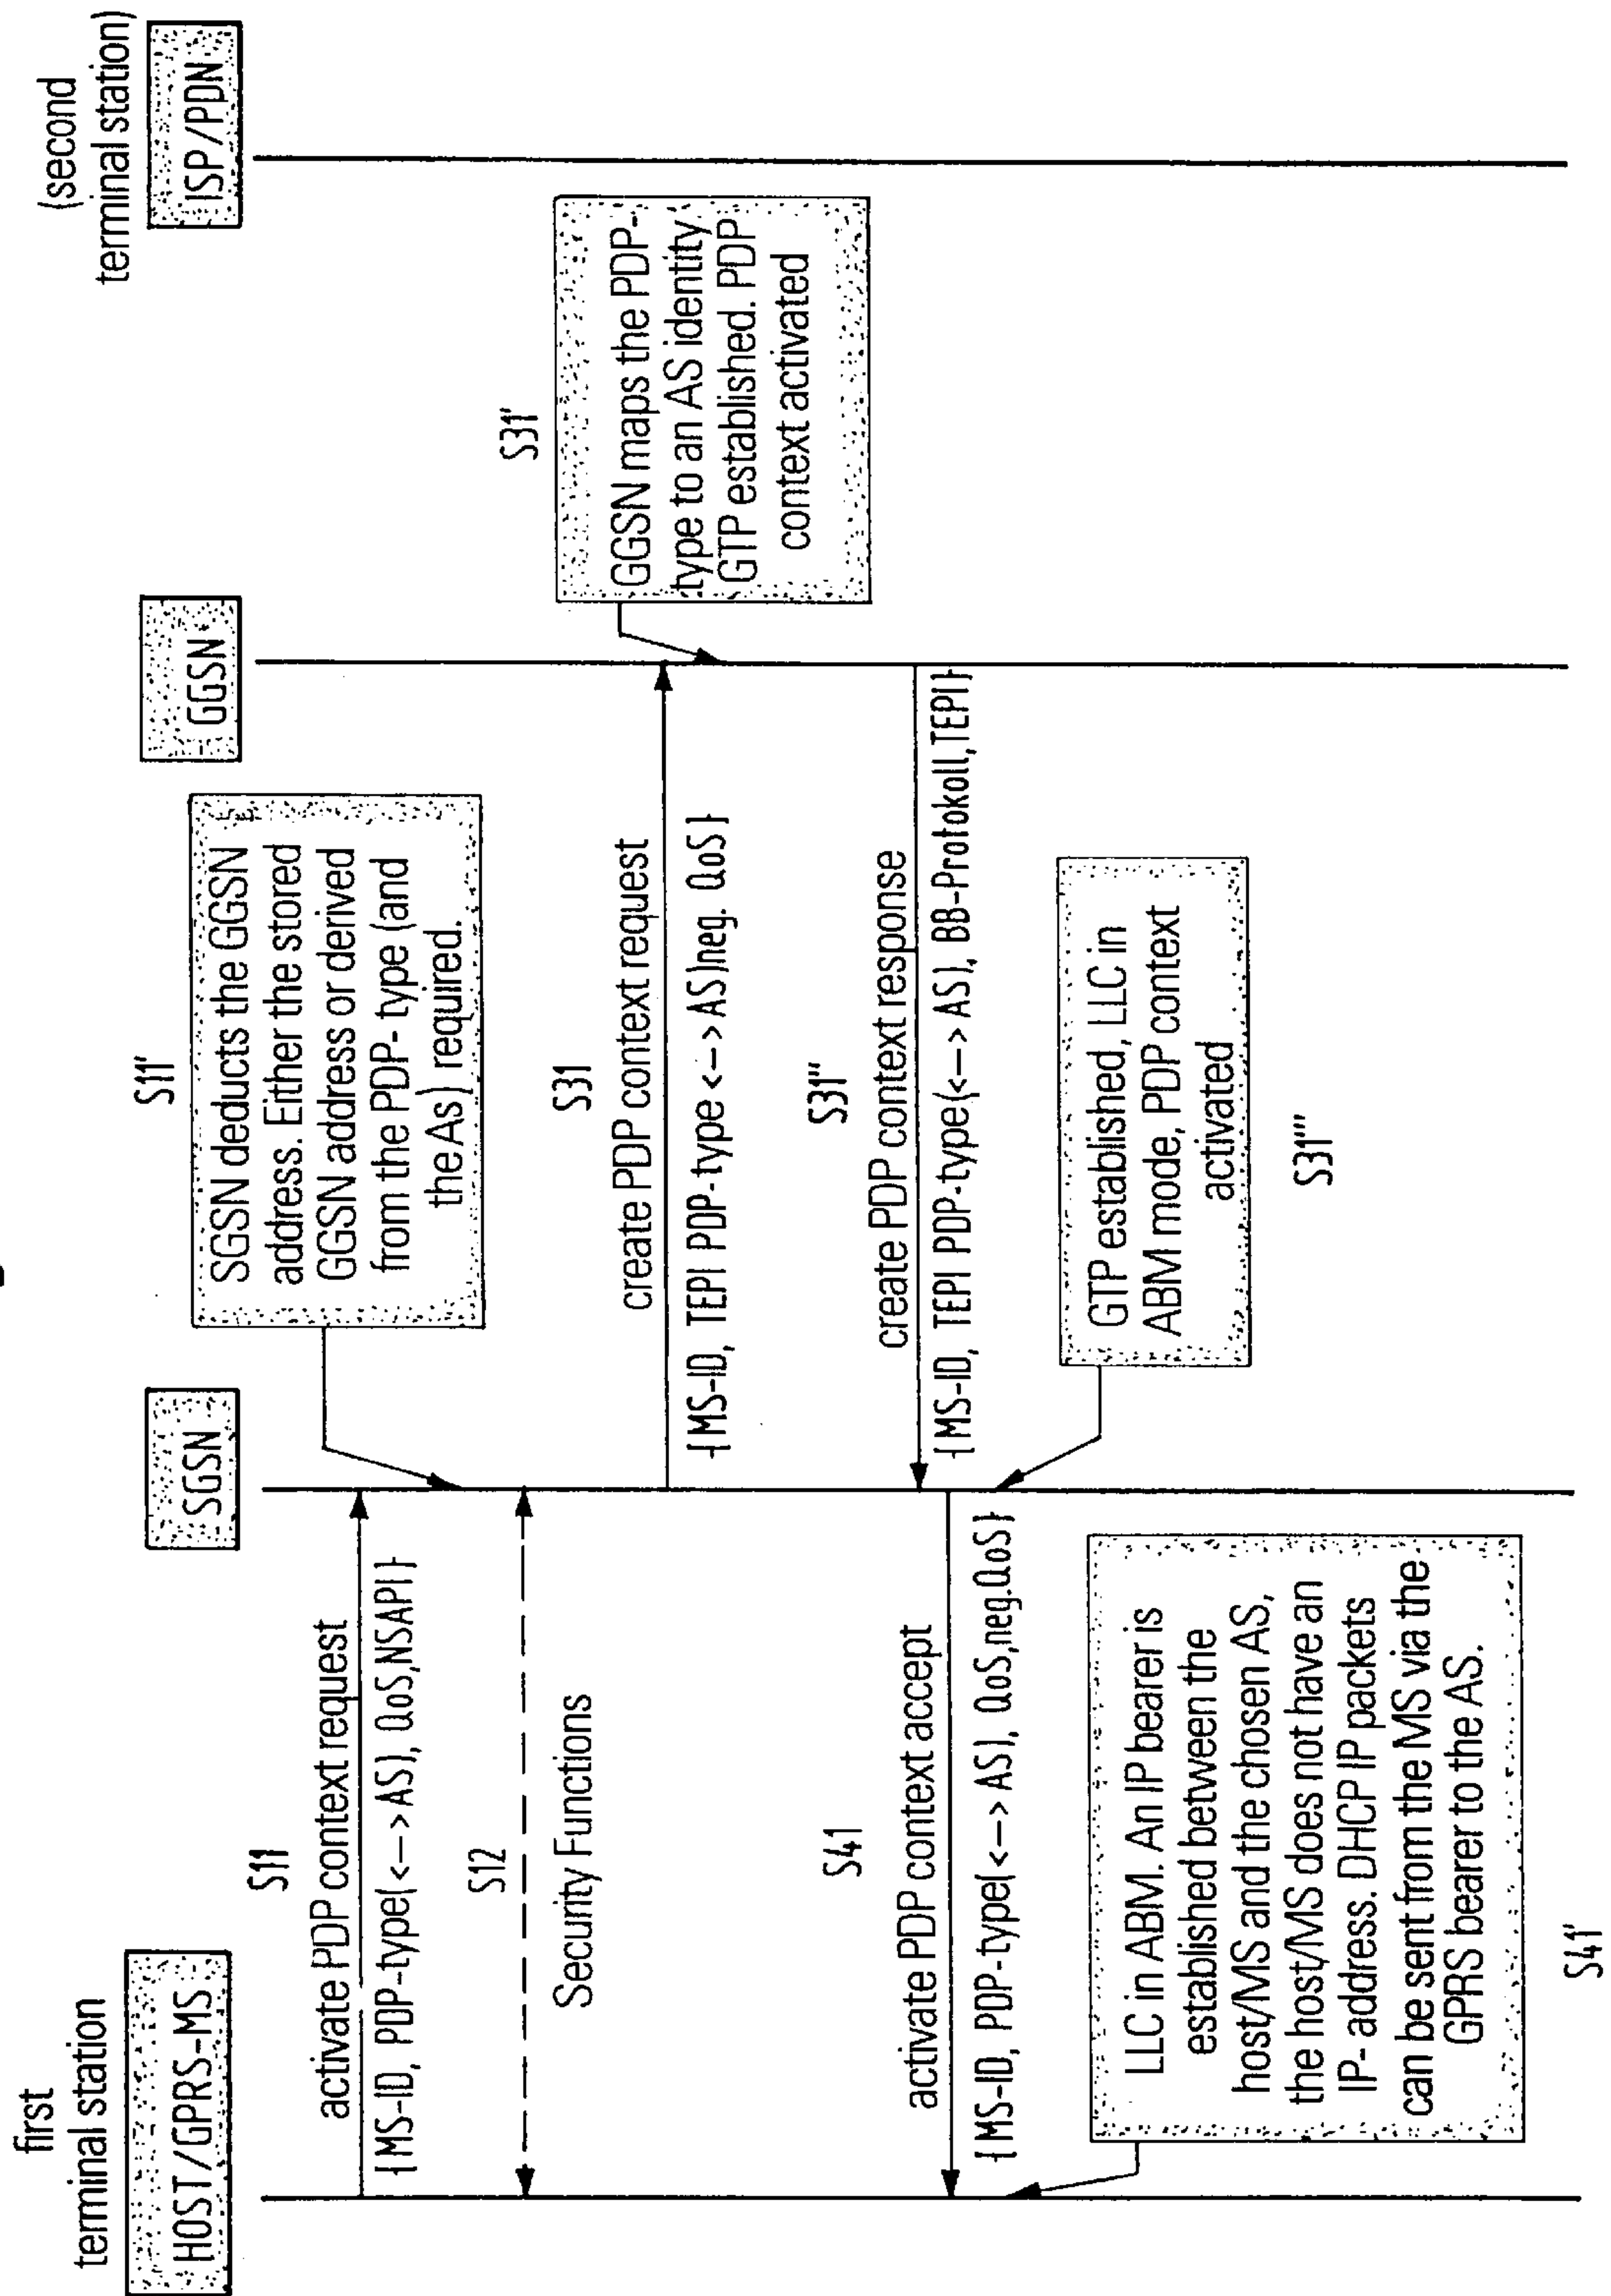 first
terminal station
HOST/GPRS-MS
SGSN
GGSN
(second
terminal station)
ISP/PDN
S11
activate PDP context request
{MS-ID, PDP-type(<-->AS), QoS,NSAPI}
S11'
SGSN deducts the GGSN
address. Either the stored
GGSN address or derived
from the PDP- type (and
the As) required.
S12
Security Functions
S31
create PDP context request
{MS-ID, TEPI PDP-type <-->AS)neg. QoS}
S31'
GGSN maps the PDP-
type to an AS identity.
GTP established. PDP
context activated
S31"
create PDP context response
{MS-ID, TEPI PDP-type(<-->AS), BB-Protokoll,TEPI}
GTP established, LLC in
ABM mode, PDP context
activated
S31'''
S41
activate PDP context accept
{MS-ID, PDP-type(<-->AS), QoS,neg.QoS}
LLC in ABM. An IP bearer is
established between the
host/MS and the chosen AS,
the host/MS does not have an
IP- address. DHCP IP packets
can be sent from the MS via the
GPRS bearer to the AS.
S41'